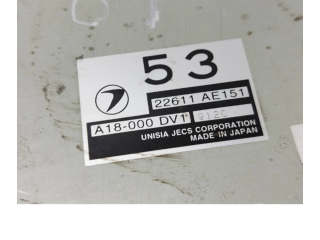 53
22611 AE151
A18-000 DV1
UNISIA JECS CORPORATION
MADE IN JAPAN